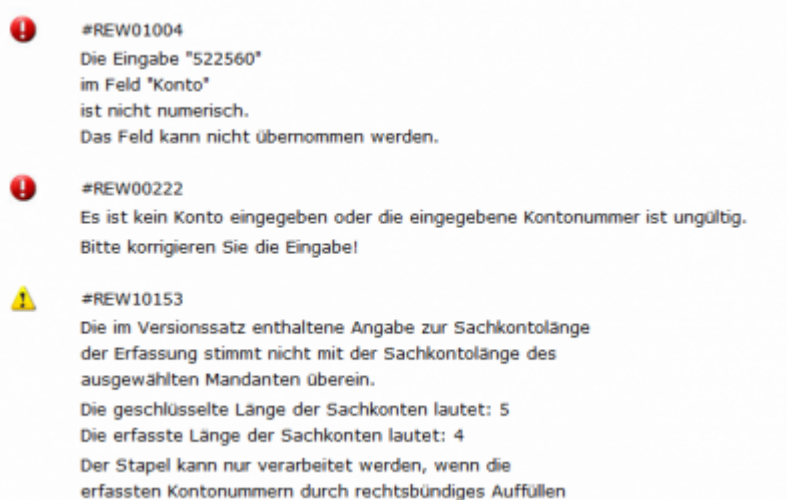 #REW01004
Die Eingabe "522560"
im Feld "Konto"
ist nicht numerisch.
Das Feld kann nicht übernommen werden.
#REW00222
Es ist kein Konto eingegeben oder die eingegebene Kontonummer ist ungültig.
Bitte korrigieren Sie die Eingabe!
#REW10153
Die im Versionssatz enthaltene Angabe zur Sachkontolänge
der Erfassung stimmt nicht mit der Sachkontolänge des
ausgewählten Mandanten überein.
Die geschlüsselte Länge der Sachkonten lautet: 5
Die erfasste Länge der Sachkonten lautet: 4
Der Stapel kann nur verarbeitet werden, wenn die
erfassten Kontonummern durch rechtsbündiges Auffüllen